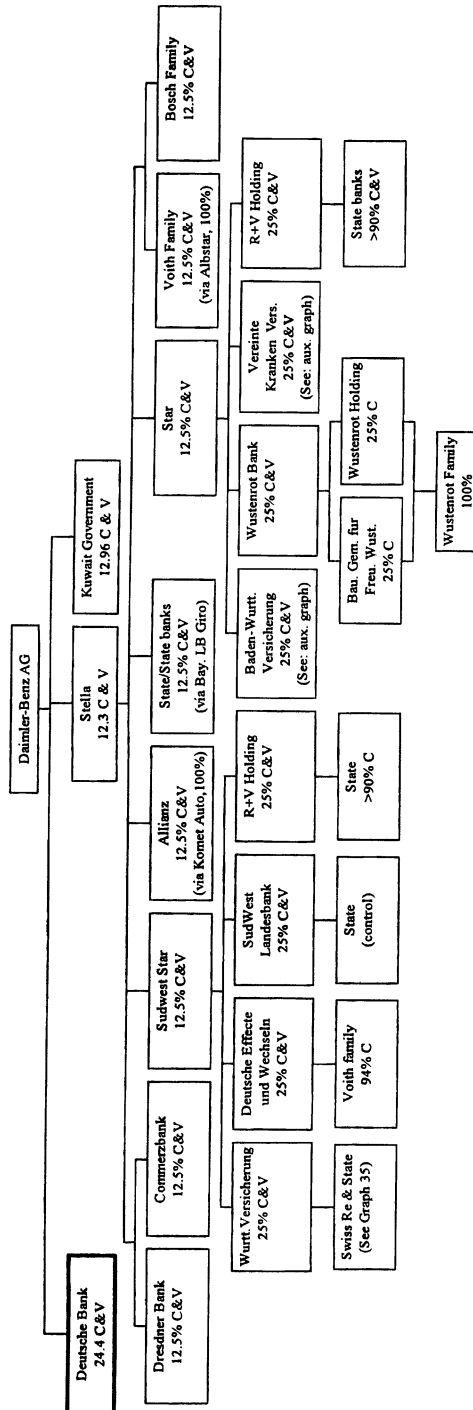 Daimler-Benz AG
Deutsche Bank
24.4 C&V
Stella
12.3 C & V
Kuwait Government
12.96 C & V
Dresdner Bank
12.5% C&V
Commerzbank
12.5% C&V
Sudwest Star
12.5% C&V
Allianz
12.5% C&V
(via Komet Auto,100%)
State/State banks
12.5% C&V
(via Bay. LB Giro)
Star
12.5% C&V
Voith Family
12.5% C&V
(via Albstar, 100%)
Bosch Family
12.5% C&V
Wurtt.Versicherung
25% C&V
Deutsche Effecte
und Wechseln
25% C&V
SudWest
Landesbank
25% C&V
R+V Holding
25% C&V
Baden-Wurtt.
Versicherung
25% C&V
(See: aux. graph)
Wustenrot Bank
25% C&V
Vereinte
Kranken Vers.
25% C&V
(See: aux. graph)
R+V Holding
25% C&V
Swiss Re & State
(See Graph 35)
Voith family
94% C
State
(control)
State
>90% C
Bau. Gem. fur
Freu. Wust.
25% C
Wustenrot Holding
25% C
State banks
>90% C&V
Wustenrot Family
100%